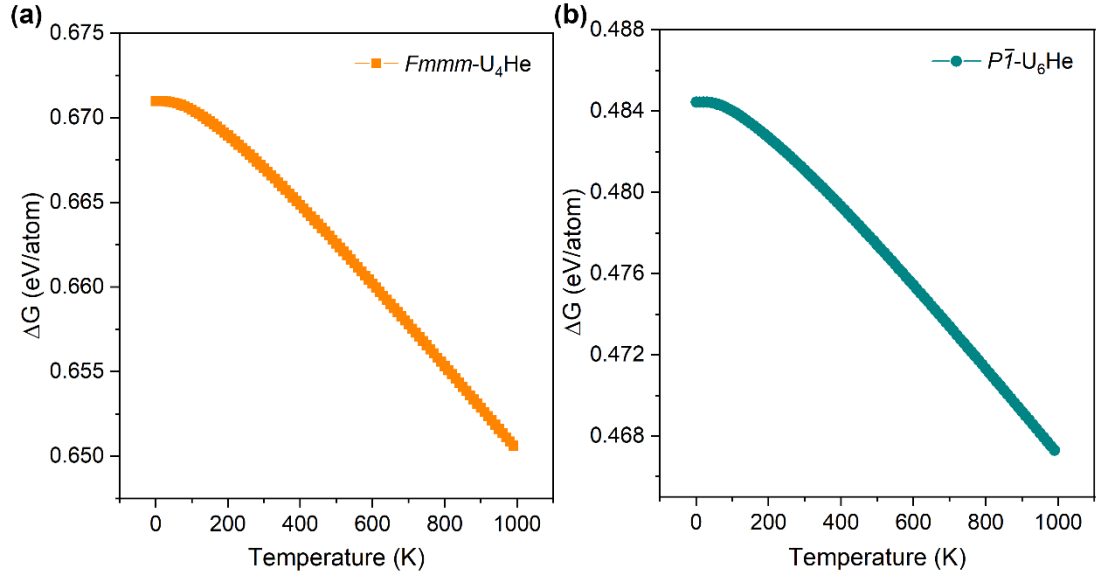 (a)
0.675
0.670
0.665
0.660
0.655
0.650
ΔG (eV/atom)
Fmmm-U₄He
0 200 400 600 800 1000
Temperature (K)
(b)
0.488
0.484
0.480
0.476
0.472
0.468
ΔG (eV/atom)
P1̅-U₆He
0 200 400 600 800 1000
Temperature (K)